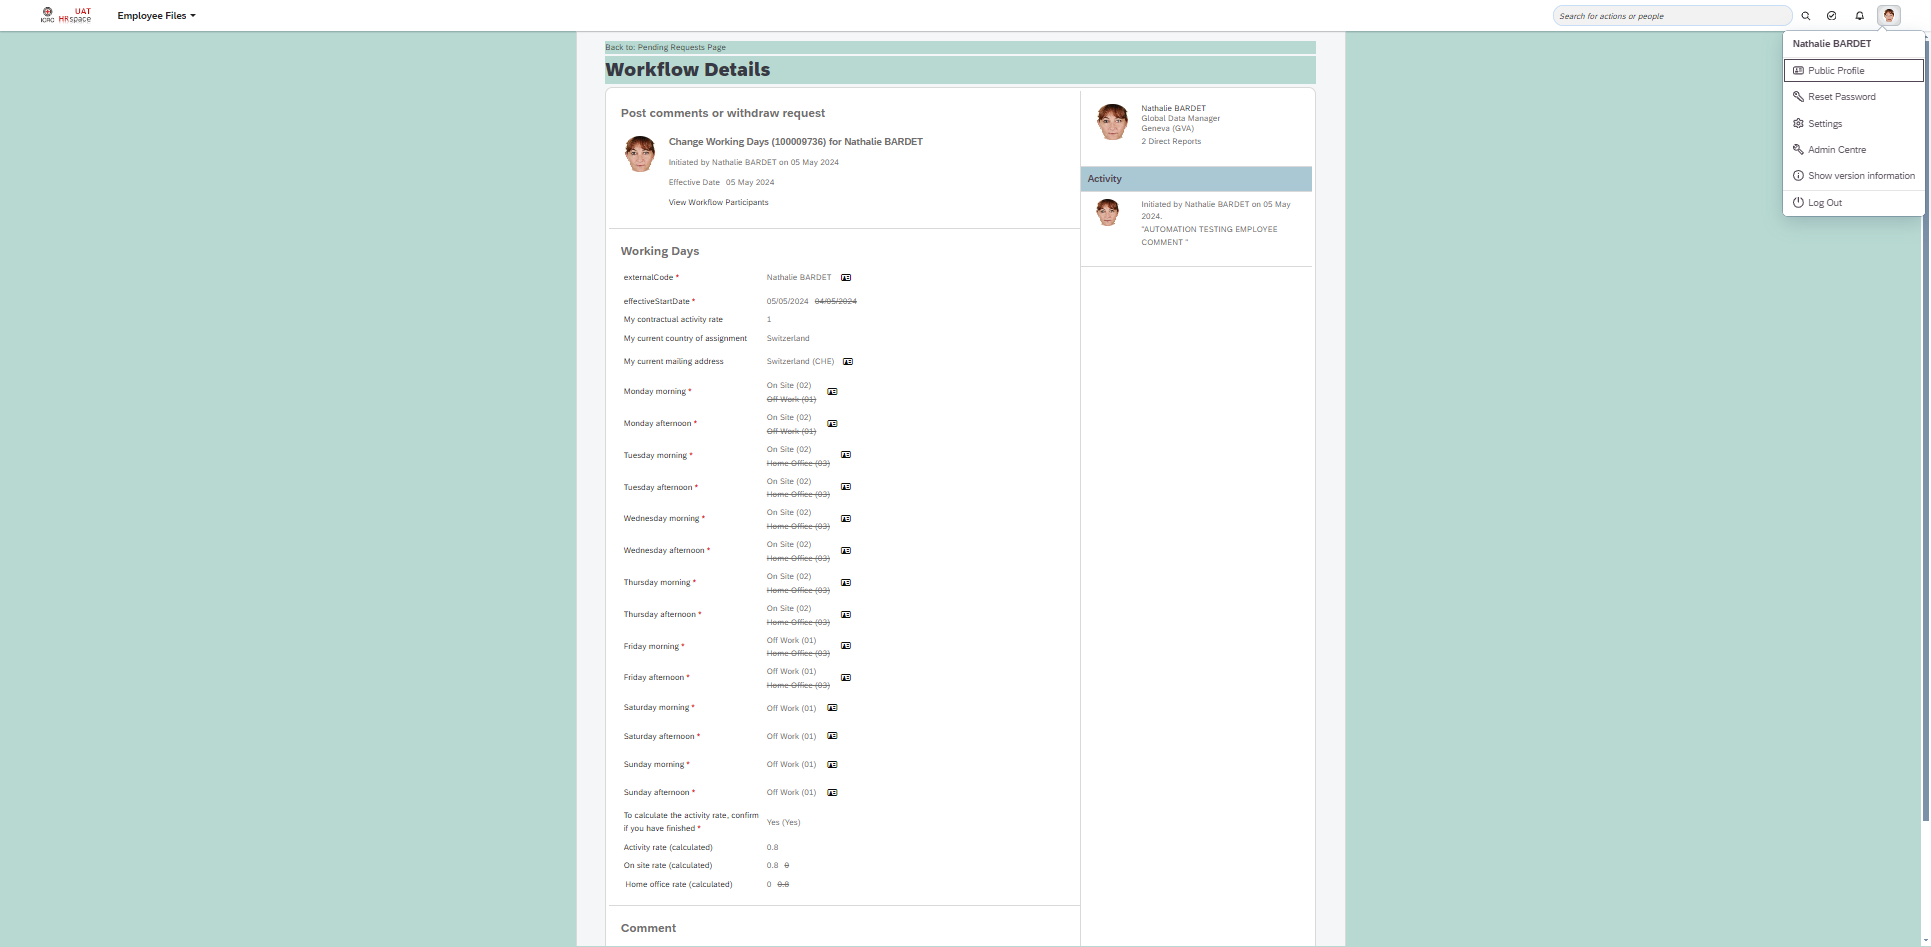 ICRC
UAT
HRspace
Employee Files
Search for actions or people
Nathalie BARDET
Public Profile
Reset Password
Settings
Admin Centre
Show version information
Log Out
Back to: Pending Requests Page
Workflow Details
Post comments or withdraw request
Change Working Days (100009736) for Nathalie BARDET
Initiated by Nathalie BARDET on 05 May 2024
Effective Date 05 May 2024
View Workflow Participants
Nathalie BARDET
Global Data Manager
Geneva (GVA)
2 Direct Reports
Activity
Initiated by Nathalie BARDET on 05 May
2024.
"AUTOMATION TESTING EMPLOYEE
COMMENT "
Working Days
externalCode * Nathalie BARDET
effectiveStartDate * 05/05/2024 04/05/2024
My contractual activity rate 1
My current country of assignment Switzerland
My current mailing address Switzerland (CHE)
Monday morning * On Site (02)
Off Work (01)
Monday afternoon * On Site (02)
Off Work (01)
Tuesday morning * On Site (02)
Home Office (03)
Tuesday afternoon * On Site (02)
Home Office (03)
Wednesday morning * On Site (02)
Home Office (03)
Wednesday afternoon * On Site (02)
Home Office (03)
Thursday morning * On Site (02)
Home Office (03)
Thursday afternoon * On Site (02)
Home Office (03)
Friday morning * Off Work (01)
Home Office (03)
Friday afternoon * Off Work (01)
Home Office (03)
Saturday morning * Off Work (01)
Saturday afternoon * Off Work (01)
Sunday morning * Off Work (01)
Sunday afternoon * Off Work (01)
To calculate the activity rate, confirm
if you have finished * Yes (Yes)
Activity rate (calculated) 0.8
On site rate (calculated) 0.8 0
Home office rate (calculated) 0 0.8
Comment